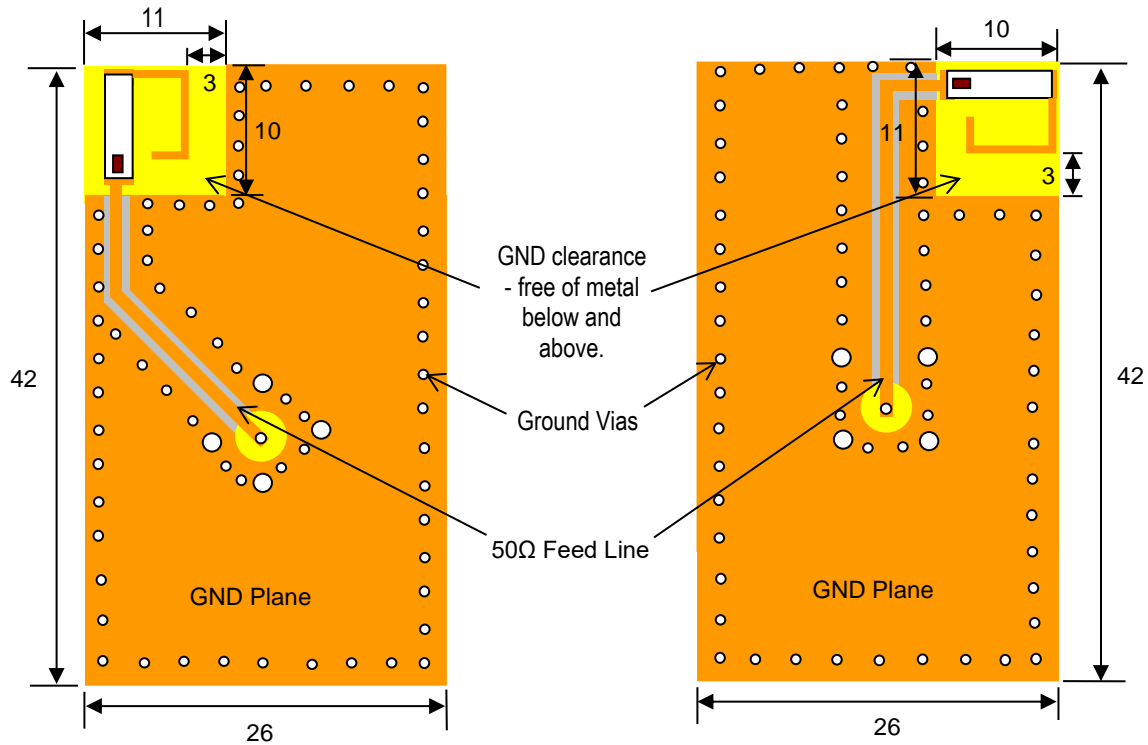 11
3
10
42
GND Plane
26
GND clearance
- free of metal
below and
above.
Ground Vias
50Ω Feed Line
10
11
3
42
GND Plane
26